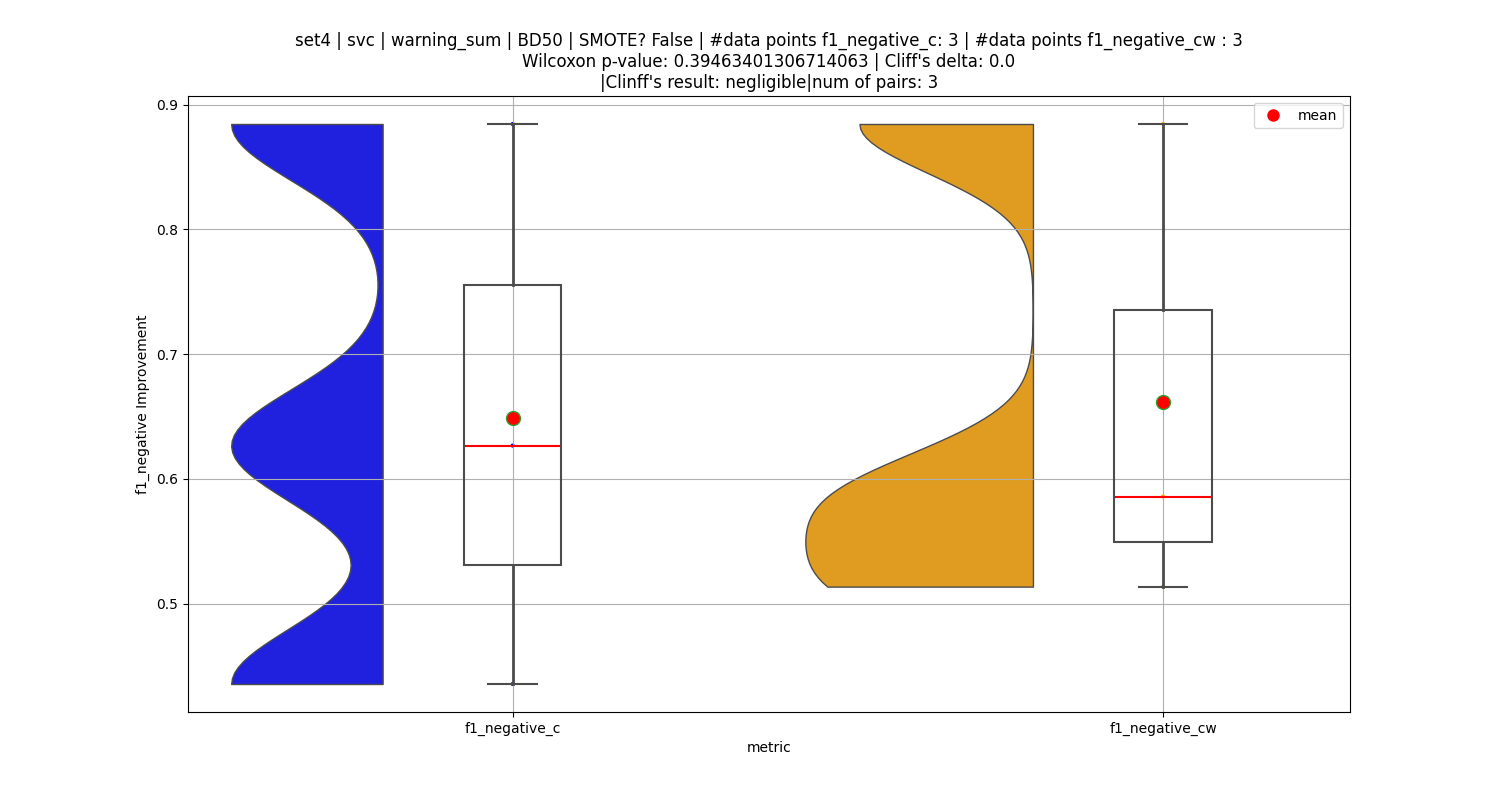 set4 | svc | warning_sum | BD50 | SMOTE? False | #data points f1_negative_c: 3 | #data points f1_negative_cw : 3
Wilcoxon p-value: 0.39463401306714063 | Cliff's delta: 0.0
|Clinff's result: negligible|num of pairs: 3
mean
0.9
0.8
0.7
0.6
0.5
f1_negative Improvement
f1_negative_c
f1_negative_cw
metric